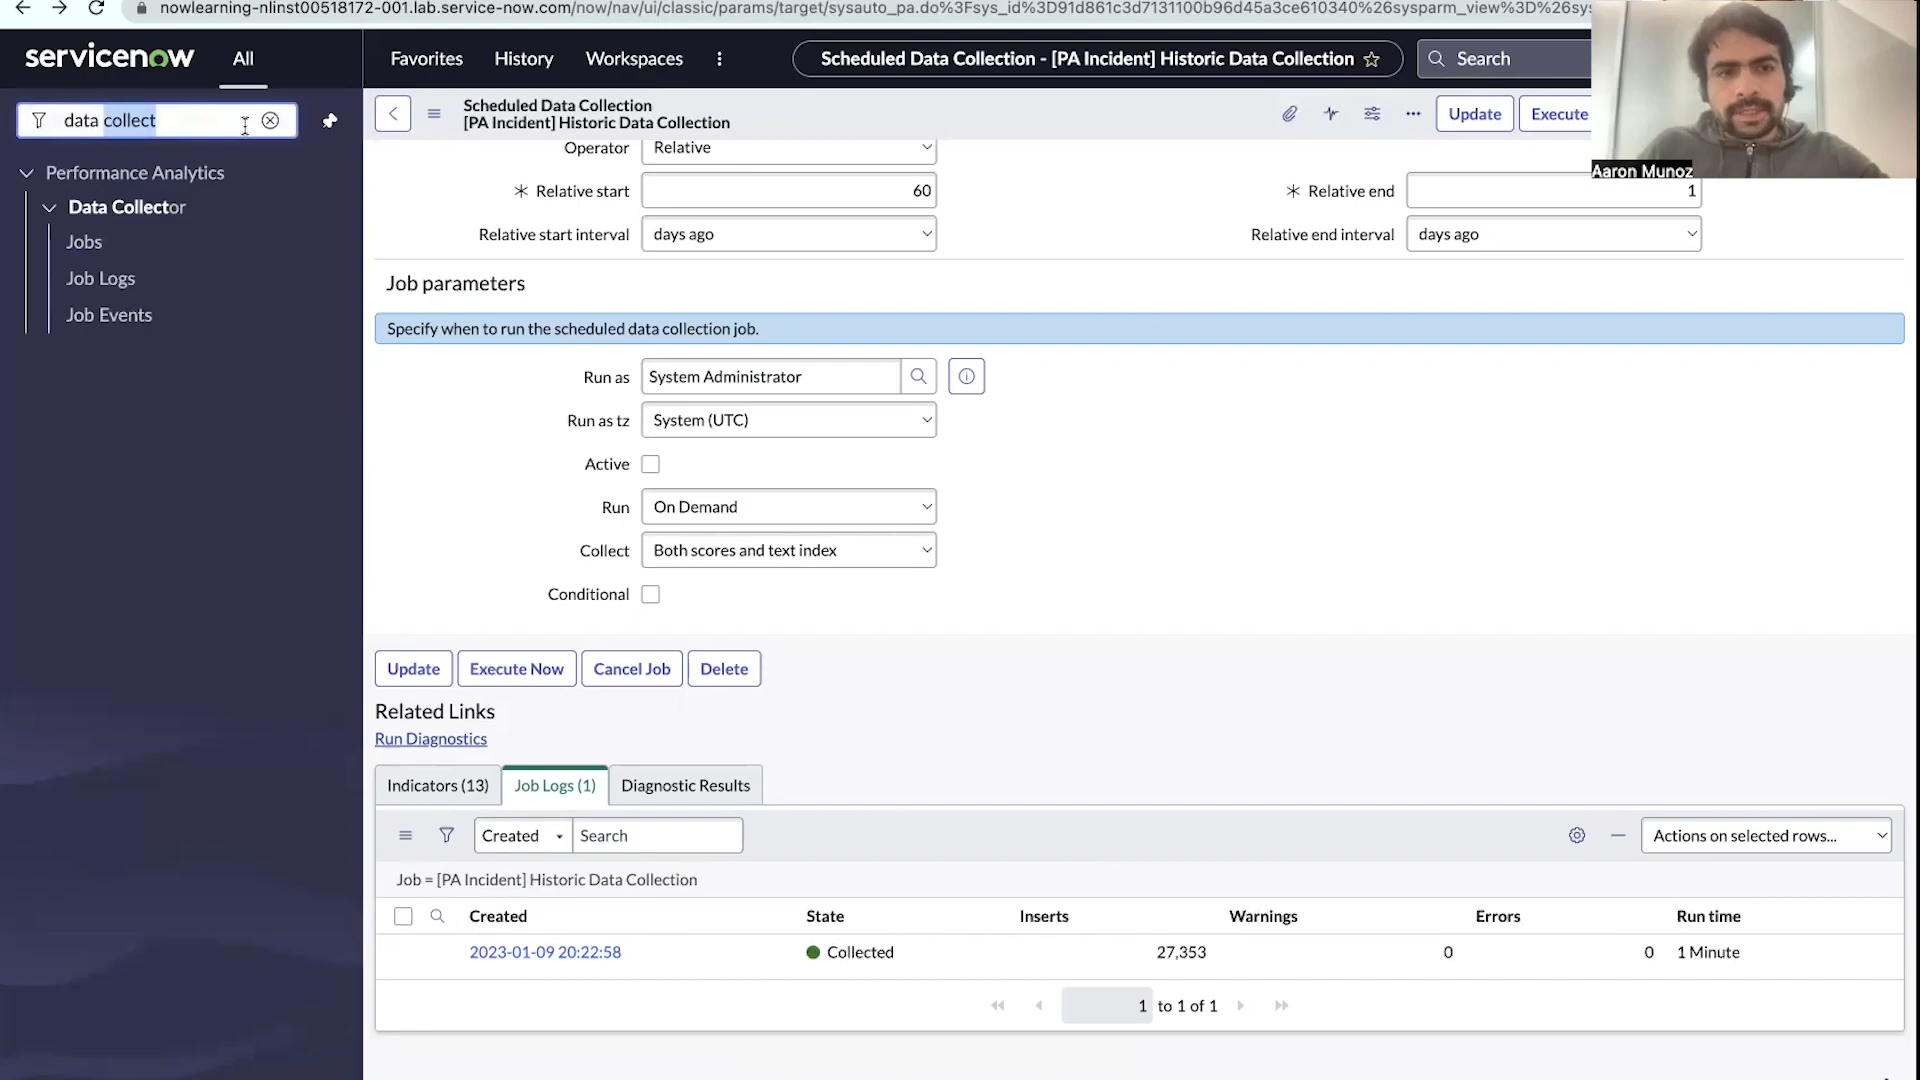 nowlearning-nlinst00518172-001.lab.service-now.com/now/nav/ui/classic/params/target/sysauto_pa.do%3Fsys_id%3D91d861c3d7131100b96d45a3ce610340%26sysparm_view%3D%26sys
servicenow
All
Favorites
History
Workspaces
Scheduled Data Collection - [PA Incident] Historic Data Collection
Search
data collect
Scheduled Data Collection
[PA Incident] Historic Data Collection
Update
Execute
Aaron Munoz
Performance Analytics
Data Collector
Jobs
Job Logs
Job Events
Operator
Relative
Relative start
60
Relative end
1
Relative start interval
days ago
Relative end interval
days ago
Job parameters
Specify when to run the scheduled data collection job.
Run as
System Administrator
Run as tz
System (UTC)
Active
Run
On Demand
Collect
Both scores and text index
Conditional
Update
Execute Now
Cancel Job
Delete
Related Links
Run Diagnostics
Indicators (13)
Job Logs (1)
Diagnostic Results
Created
Search
Actions on selected rows...
Job = [PA Incident] Historic Data Collection
Created
State
Inserts
Warnings
Errors
Run time
2023-01-09 20:22:58
Collected
27,353
0
0
1 Minute
1 to 1 of 1